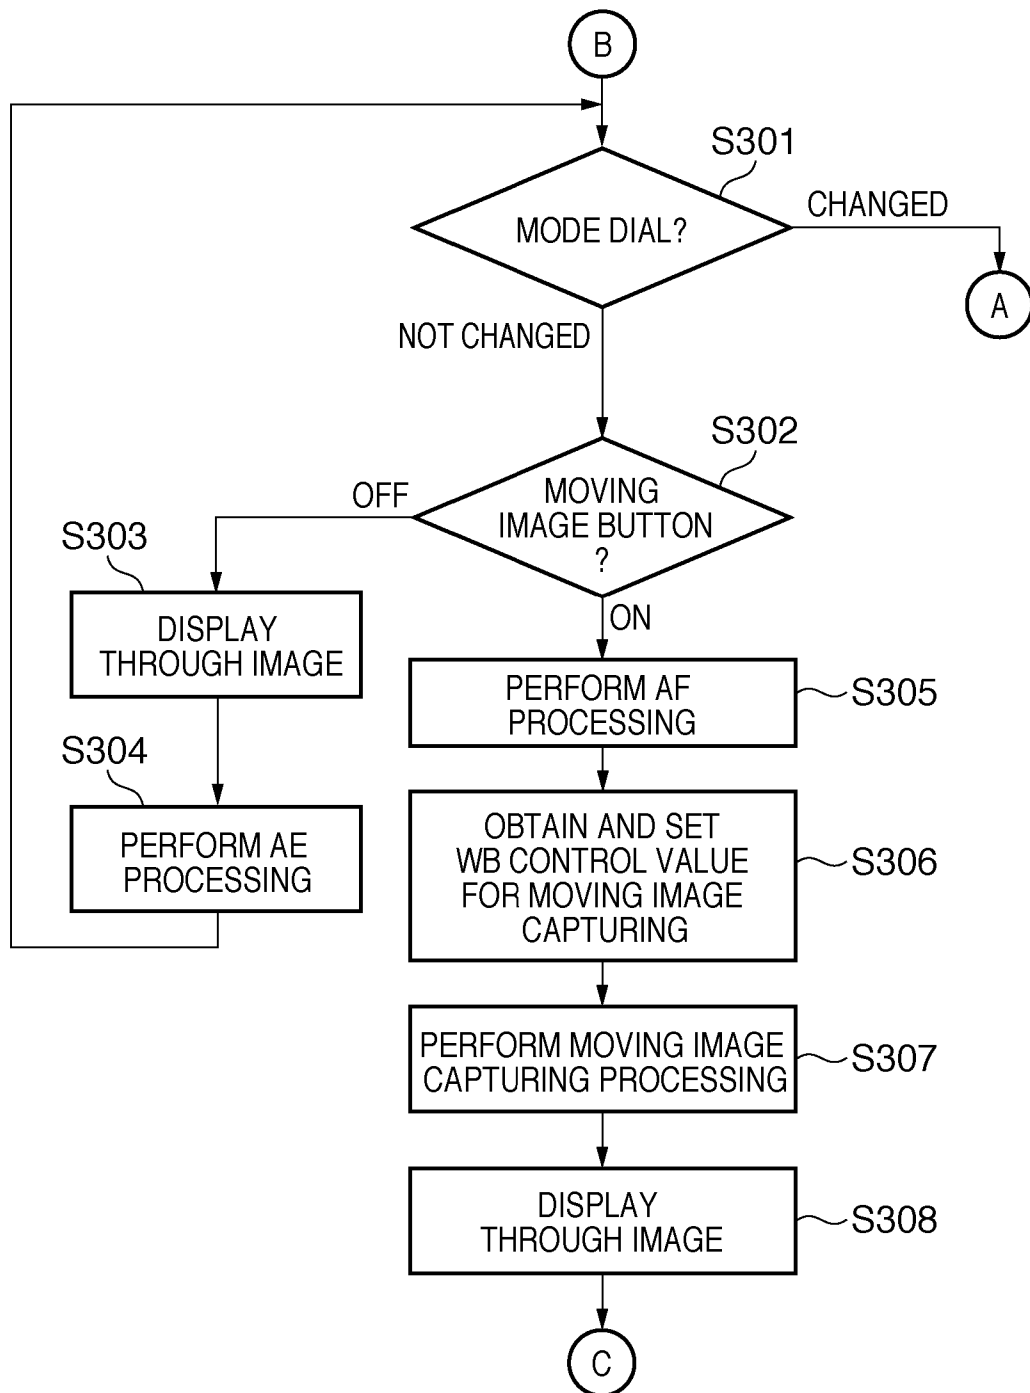 B
S301
MODE DIAL?
CHANGED
A
NOT CHANGED
S302
MOVING
IMAGE BUTTON
?
OFF
ON
S303
DISPLAY
THROUGH IMAGE
S304
PERFORM AE
PROCESSING
PERFORM AF
PROCESSING
S305
OBTAIN AND SET
WB CONTROL VALUE
FOR MOVING IMAGE
CAPTURING
S306
PERFORM MOVING IMAGE
CAPTURING PROCESSING
S307
DISPLAY
THROUGH IMAGE
S308
C